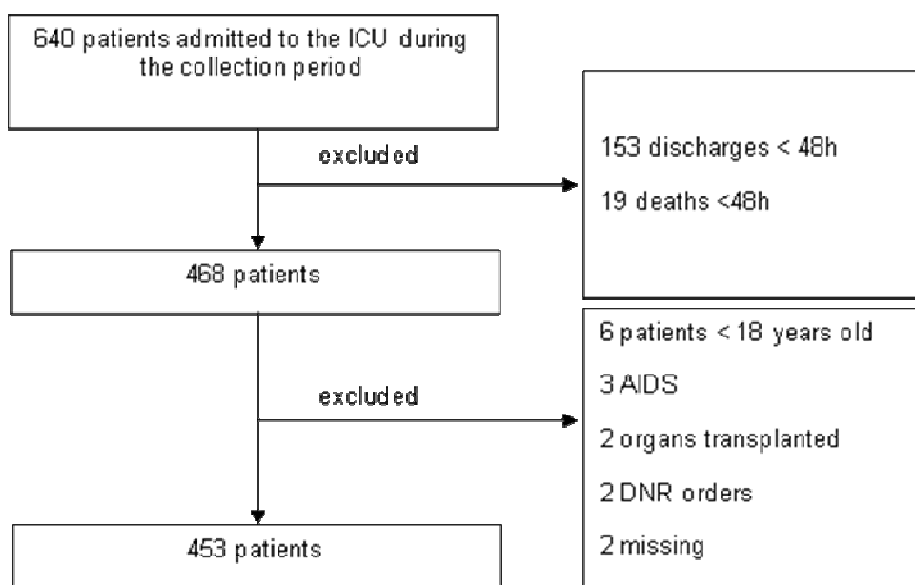 640 patients admitted to the ICU during
the collection period
excluded
153 discharges < 48h
19 deaths <48h
468 patients
6 patients < 18 years old
3 AIDS
excluded
2 organs transplanted
2 DNR orders
2 missing
453 patients